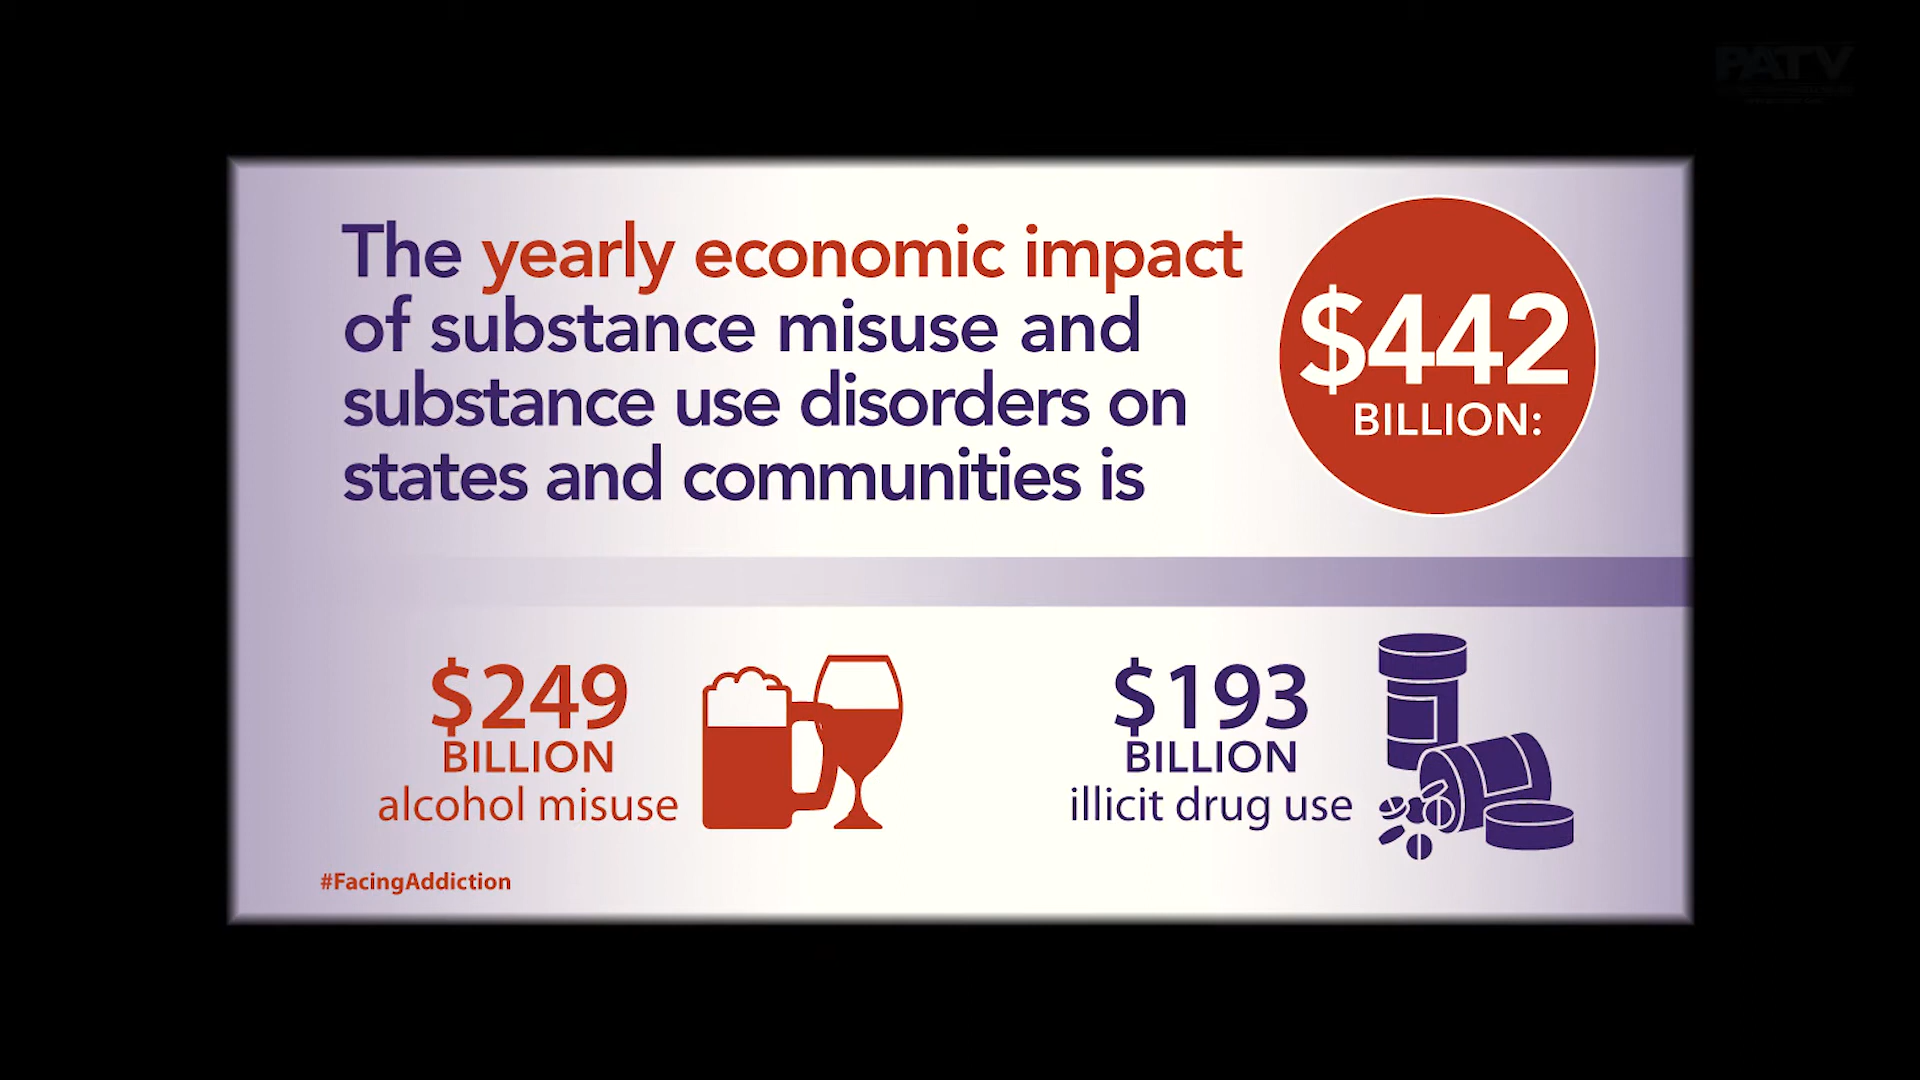 PATV
The yearly economic impact
of substance misuse and
substance use disorders on
states and communities is
$442
BILLION:
$249
BILLION
alcohol misuse
$193
BILLION
illicit drug use
#FacingAddiction